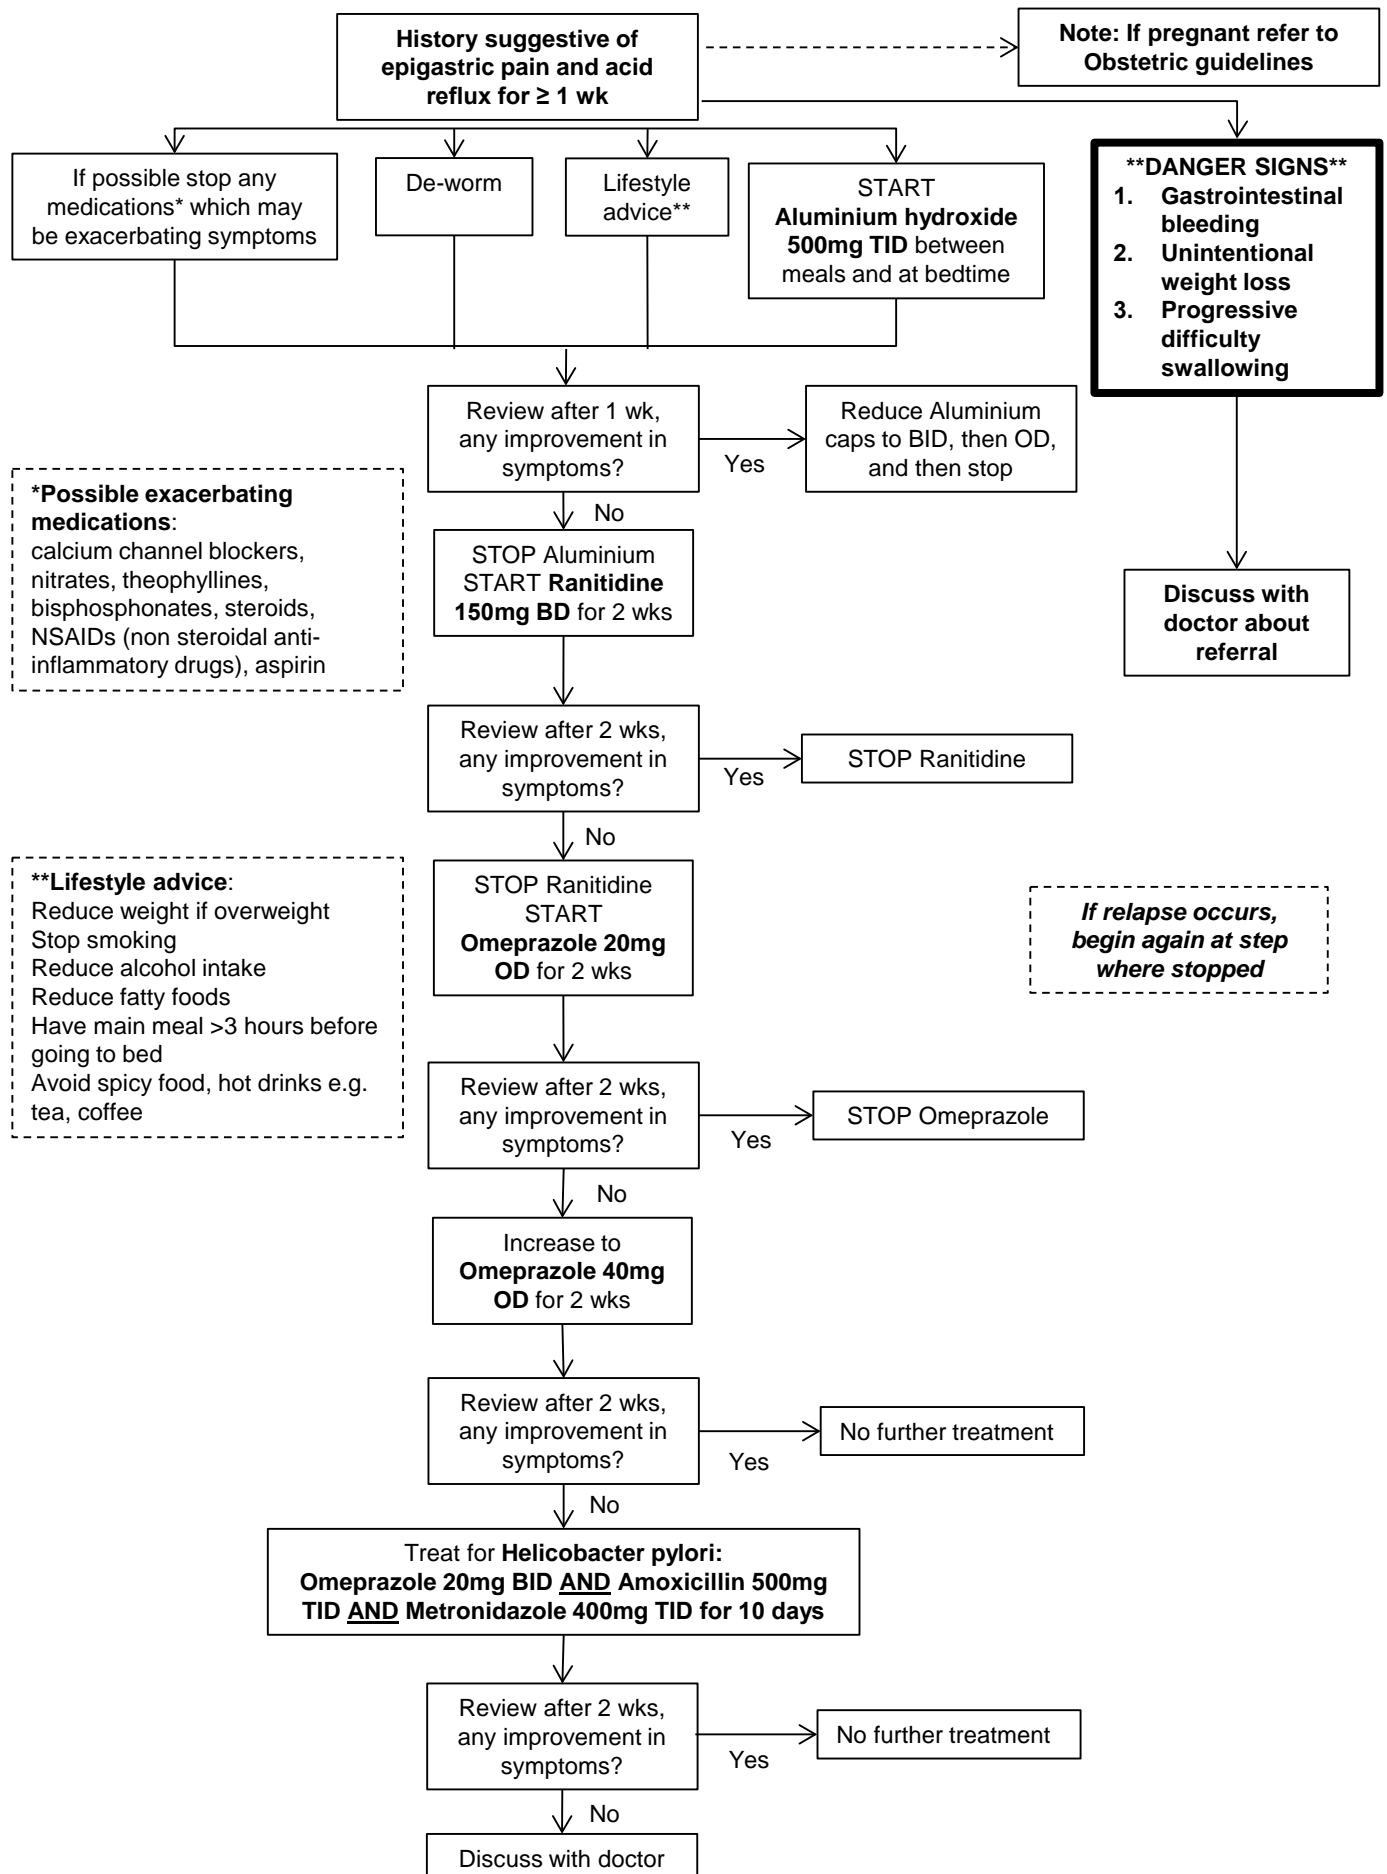 History suggestive of
epigastric pain and acid
reflux for ≥ 1 wk
Note: If pregnant refer to
Obstetric guidelines
If possible stop any
medications* which may
be exacerbating symptoms
De-worm
Lifestyle
advice**
START
Aluminium hydroxide
500mg TID between
meals and at bedtime
**DANGER SIGNS**
1. Gastrointestinal
bleeding
2. Unintentional
weight loss
3. Progressive
difficulty
swallowing
Review after 1 wk,
any improvement in
symptoms?
Yes
Reduce Aluminium
caps to BID, then OD,
and then stop
No
*Possible exacerbating
medications:
calcium channel blockers,
nitrates, theophyllines,
bisphosphonates, steroids,
NSAIDs (non steroidal anti-
inflammatory drugs), aspirin
STOP Aluminium
START Ranitidine
150mg BD for 2 wks
Discuss with
doctor about
referral
Review after 2 wks,
any improvement in
symptoms?
Yes
STOP Ranitidine
No
**Lifestyle advice:
Reduce weight if overweight
Stop smoking
Reduce alcohol intake
Reduce fatty foods
Have main meal >3 hours before
going to bed
Avoid spicy food, hot drinks e.g.
tea, coffee
STOP Ranitidine
START
Omeprazole 20mg
OD for 2 wks
If relapse occurs,
begin again at step
where stopped
Review after 2 wks,
any improvement in
symptoms?
Yes
STOP Omeprazole
No
Increase to
Omeprazole 40mg
OD for 2 wks
Review after 2 wks,
any improvement in
symptoms?
Yes
No further treatment
No
Treat for Helicobacter pylori:
Omeprazole 20mg BID AND Amoxicillin 500mg
TID AND Metronidazole 400mg TID for 10 days
Review after 2 wks,
any improvement in
symptoms?
Yes
No further treatment
No
Discuss with doctor